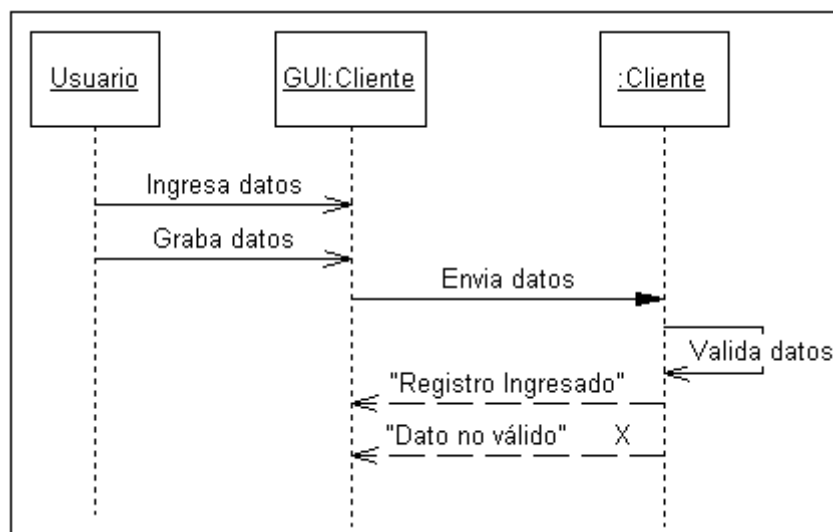 Usuario
GUI:Cliente
:Cliente
Ingresa datos
Graba datos
Envia datos
Valida datos
"Registro Ingresado"
"Dato no válido" X